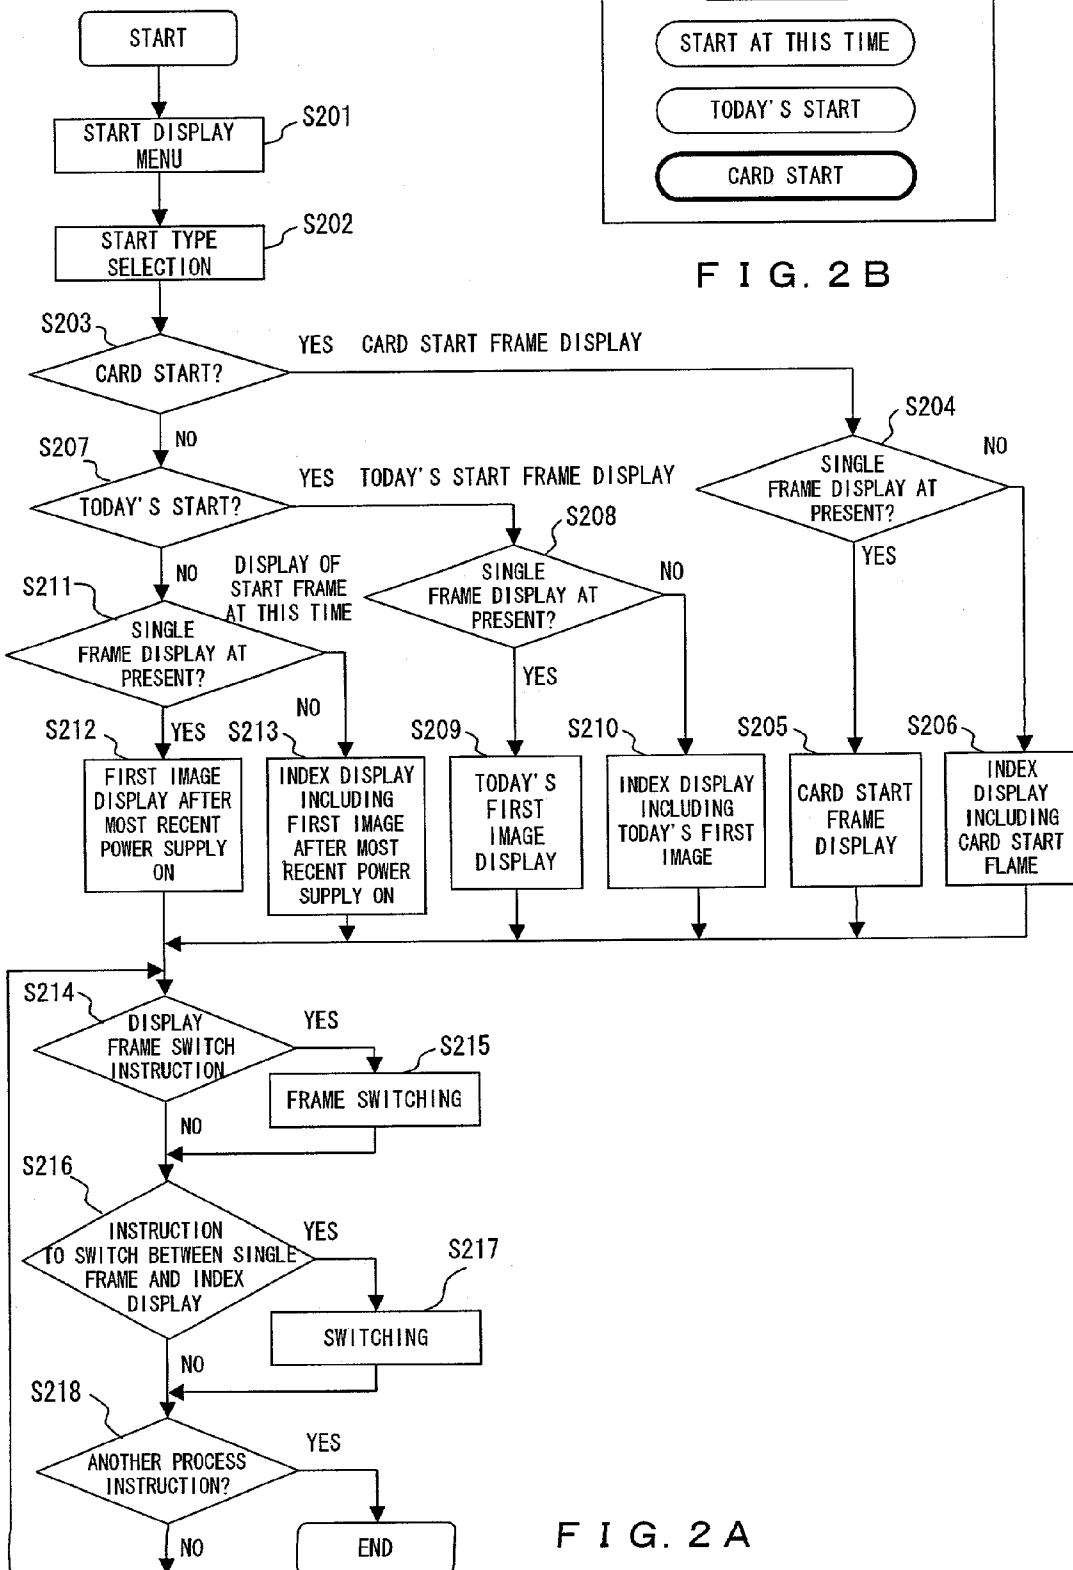 START
START DISPLAY
MENU
S201
START TYPE
SELECTION
S202
START AT THIS TIME
TODAY'S START
CARD START
FIG. 2B
S203
CARD START?
YES CARD START FRAME DISPLAY
NO
S204
SINGLE
FRAME DISPLAY AT
PRESENT?
NO
YES
S207
TODAY'S START?
YES TODAY'S START FRAME DISPLAY
NO
S208
SINGLE
FRAME DISPLAY AT
PRESENT?
NO
YES
DISPLAY OF
START FRAME
AT THIS TIME
S211
SINGLE
FRAME DISPLAY AT
PRESENT?
NO
YES
S212
FIRST IMAGE
DISPLAY AFTER
MOST RECENT
POWER SUPPLY
ON
S213
INDEX DISPLAY
INCLUDING
FIRST IMAGE
AFTER MOST
RECENT POWER
SUPPLY ON
S209
TODAY'S
FIRST
IMAGE
DISPLAY
S210
INDEX DISPLAY
INCLUDING
TODAY'S FIRST
IMAGE
S205
CARD START
FRAME
DISPLAY
S206
INDEX
DISPLAY
INCLUDING
CARD START
FLAME
S214
DISPLAY
FRAME SWITCH
INSTRUCTION
YES
NO
S215
FRAME SWITCHING
S216
INSTRUCTION
TO SWITCH BETWEEN SINGLE
FRAME AND INDEX
DISPLAY
YES
NO
S217
SWITCHING
S218
ANOTHER PROCESS
INSTRUCTION?
YES
NO
END
FIG. 2A